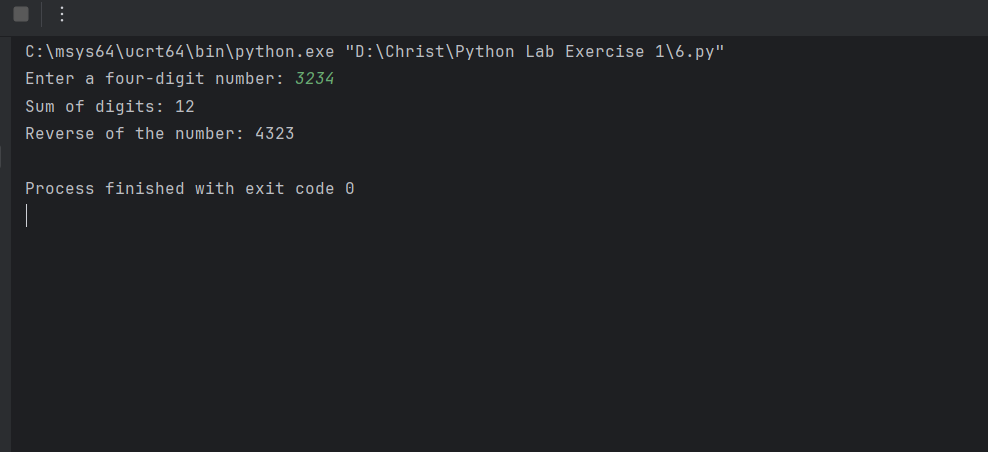 C:\msys64\ucrt64\bin\python.exe "D:\Christ\Python Lab Exercise 1\6.py"
Enter a four-digit number: 3234
Sum of digits: 12
Reverse of the number: 4323
Process finished with exit code 0